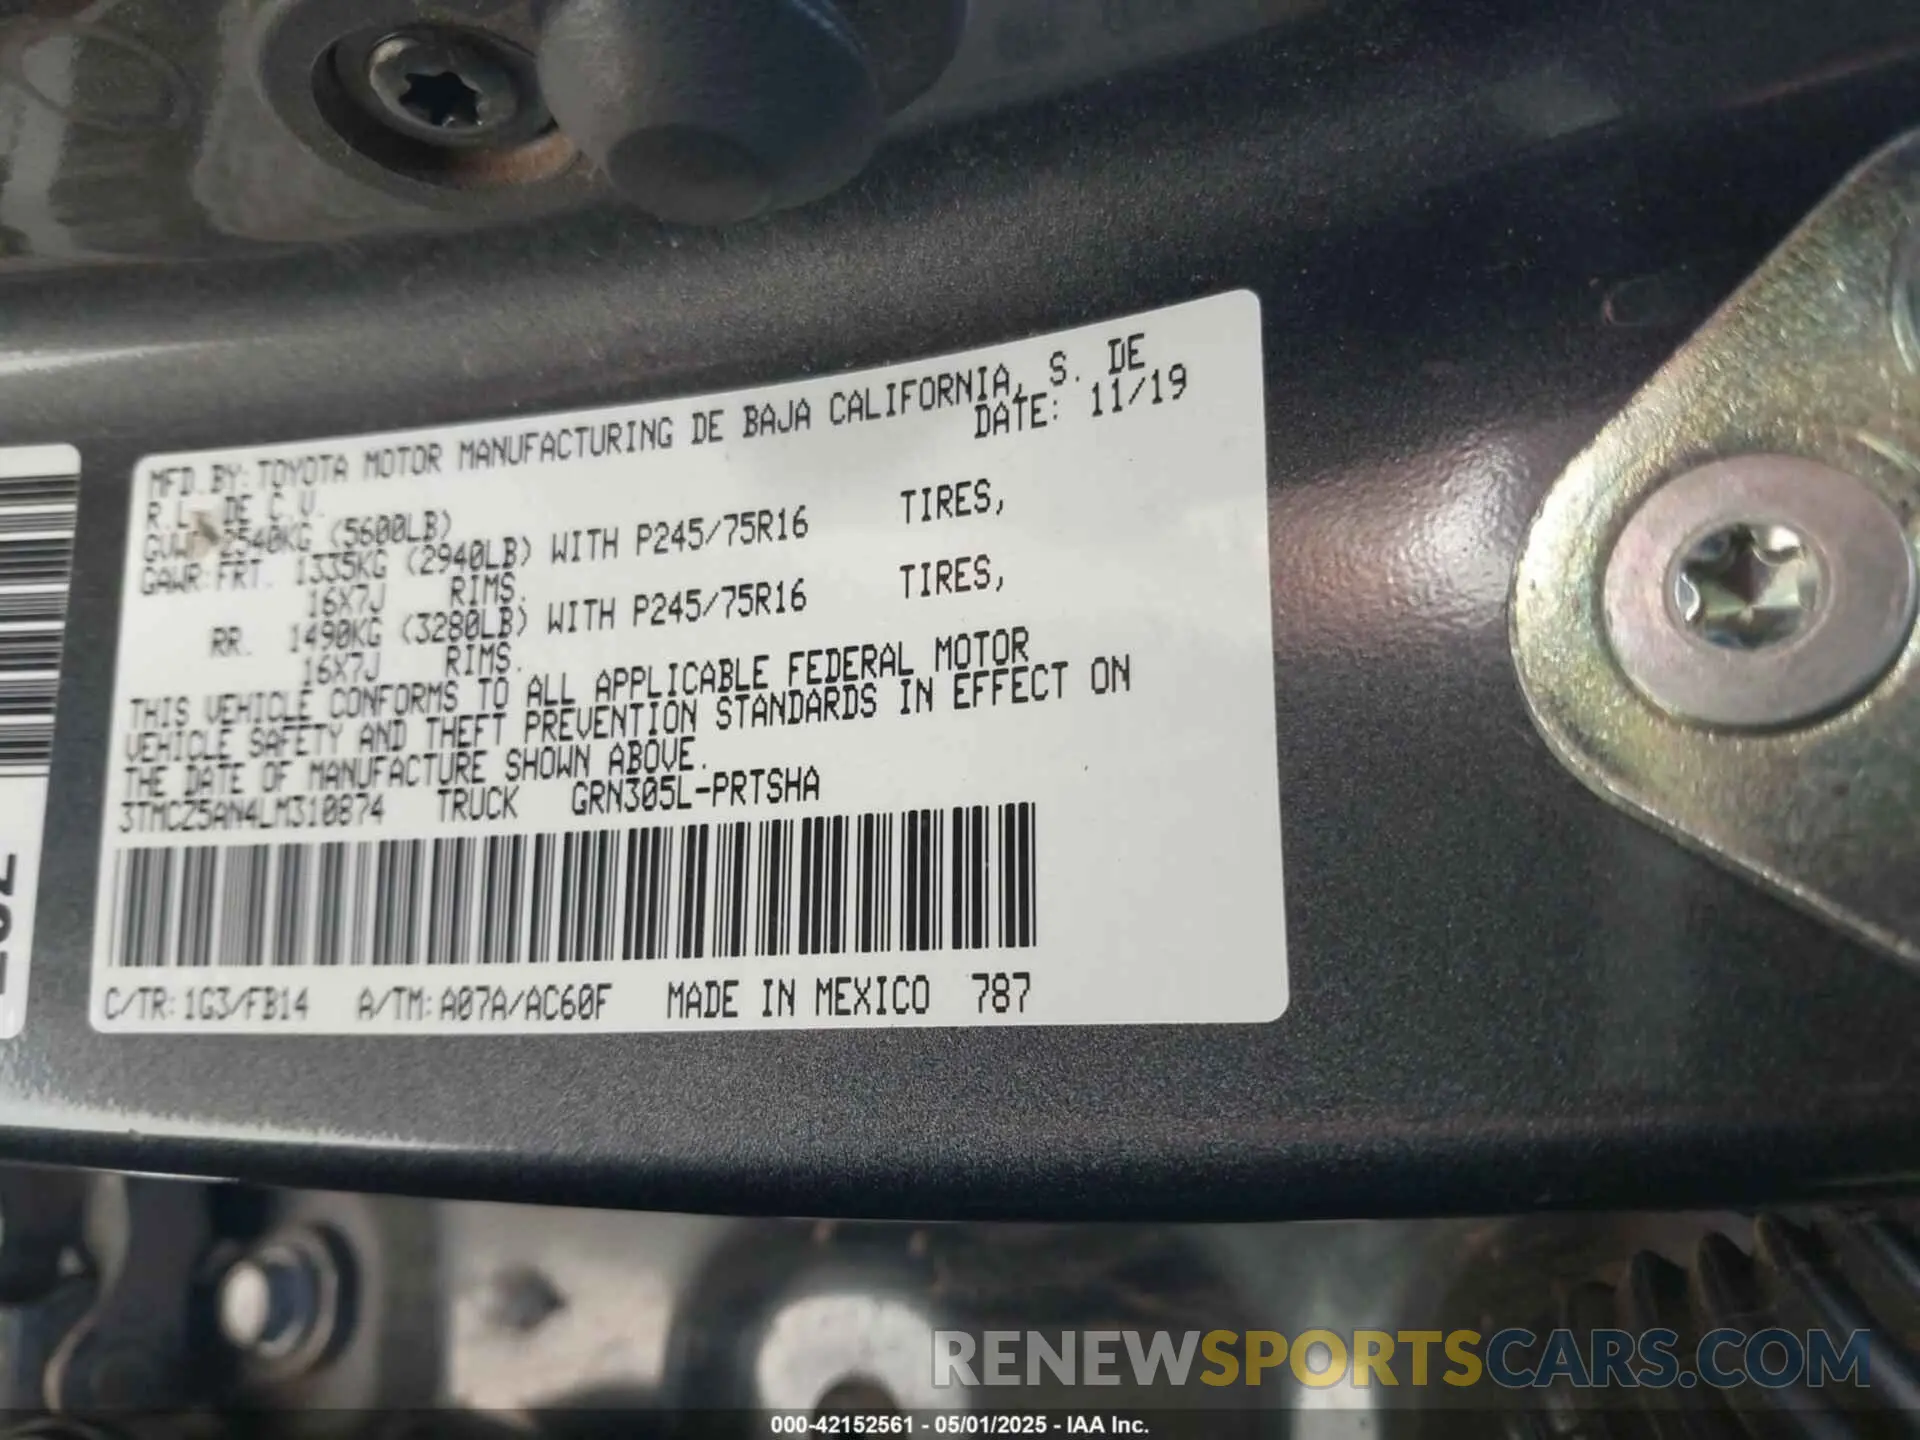 MFD. BY: TOYOTA MOTOR MANUFACTURING DE BAJA CALIFORNIA, S. DE
R.L. DE C.V. DATE: 11/19
GVWR 2540KG (5600LB)
GAWR: FRT. 1335KG (2940LB) WITH P245/75R16 TIRES,
16X7J RIMS.
RR. 1490KG (3280LB) WITH P245/75R16 TIRES,
16X7J RIMS.
THIS VEHICLE CONFORMS TO ALL APPLICABLE FEDERAL MOTOR
VEHICLE SAFETY AND THEFT PREVENTION STANDARDS IN EFFECT ON
THE DATE OF MANUFACTURE SHOWN ABOVE.
3TMCZ5AN4LM310874 TRUCK GRN305L-PRTSHA
C/TR: 1G3/FB14 A/TM: A07A/AC60F MADE IN MEXICO 787
RENEWSPORTSCARS.COM
000-42152561 - 05/01/2025 - IAA Inc.